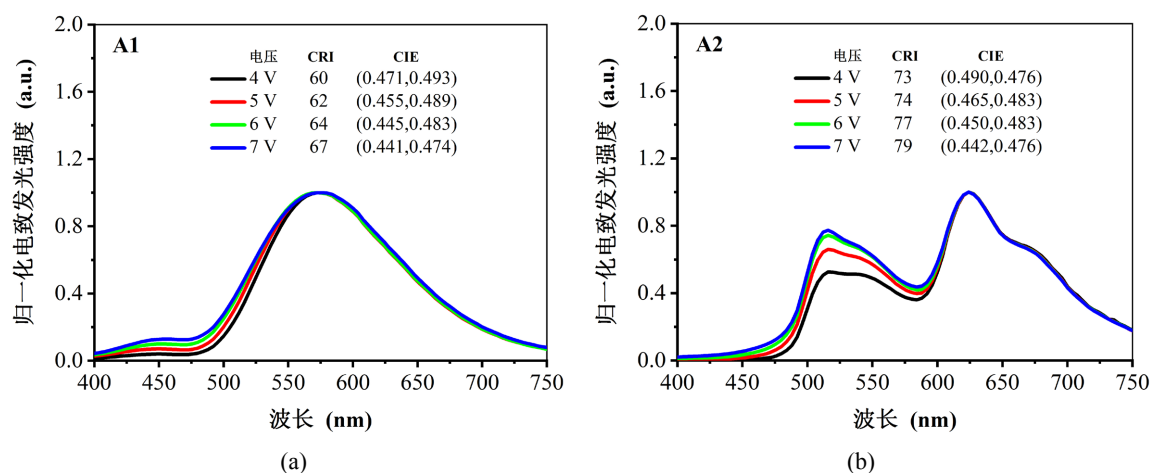 A1
电压 CRI CIE
4 V 60 (0.471,0.493)
5 V 62 (0.455,0.489)
6 V 64 (0.445,0.483)
7 V 67 (0.441,0.474)
归一化电致发光强度 (a.u.)
2.0
1.6
1.2
0.8
0.4
0.0
400 450 500 550 600 650 700 750
波长 (nm)
(a)
A2
电压 CRI CIE
4 V 73 (0.490,0.476)
5 V 74 (0.465,0.483)
6 V 77 (0.450,0.483)
7 V 79 (0.442,0.476)
归一化电致发光强度 (a.u.)
2.0
1.6
1.2
0.8
0.4
0.0
400 450 500 550 600 650 700 750
波长 (nm)
(b)